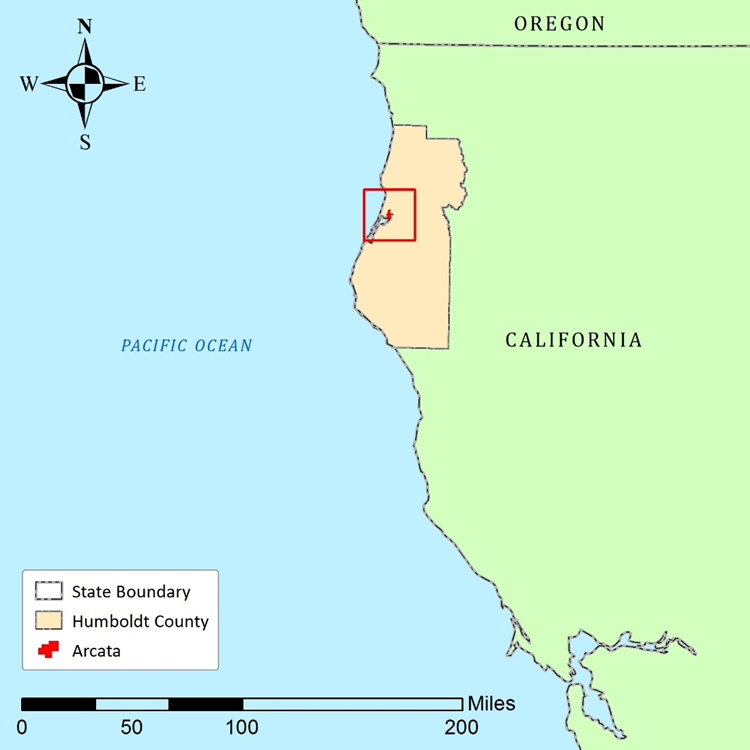 OREGON
N
W E
S
CALIFORNIA
PACIFIC OCEAN
State Boundary
Humboldt County
Arcata
Miles
0 50 100 200